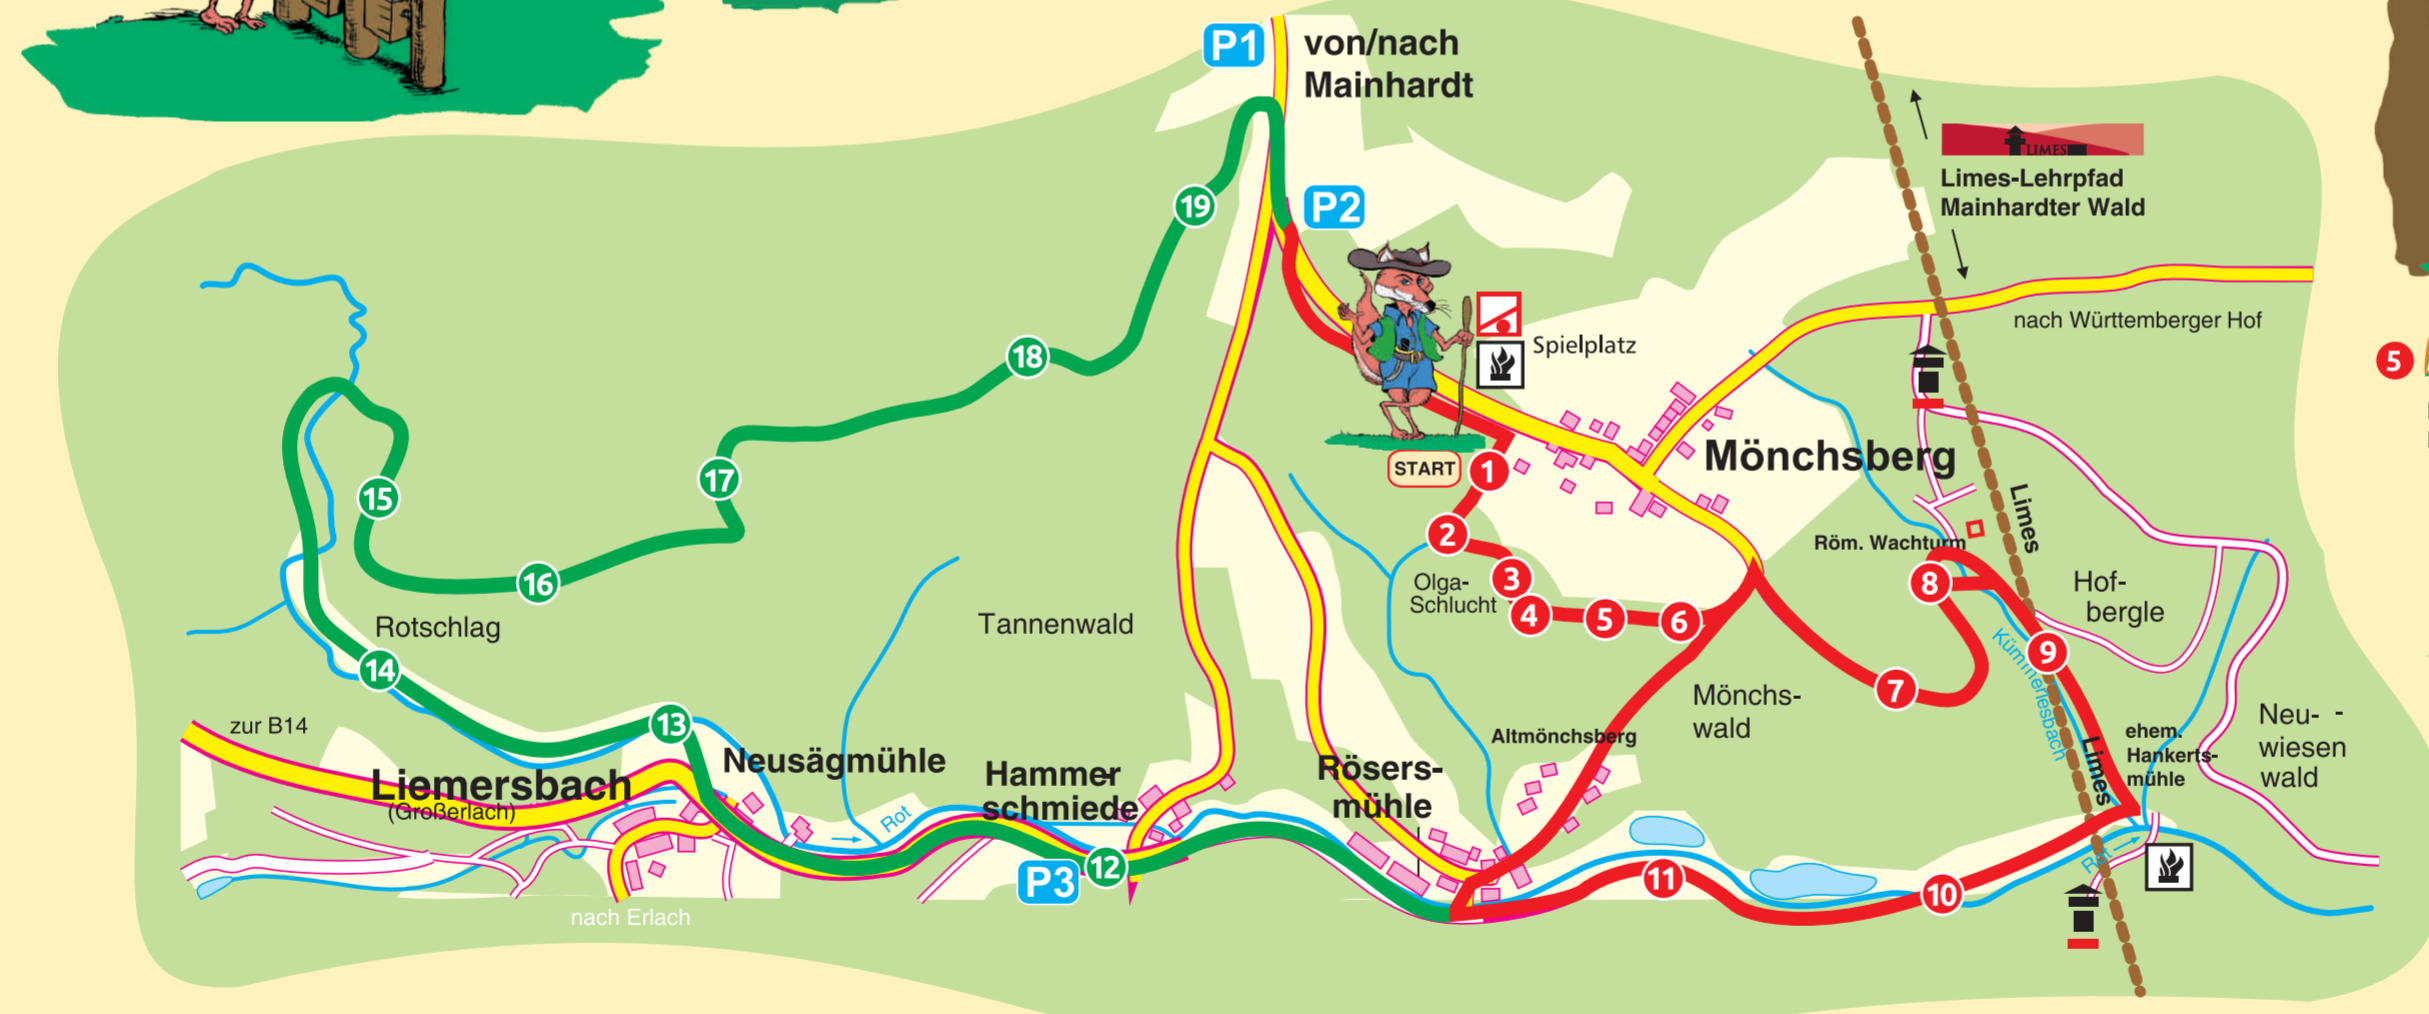 P1
von/nach
Mainhardt
19
P2
LIMES
Limes-Lehrpfad
Mainhardter Wald
nach Württemberger Hof
Spielplatz
18
5
START
1
Mönchsberg
15
17
2
Limes
Röm. Wachturm
16
Olga-
Schlucht
3
4
5
6
8
Hof-
bergle
Rotschlag
Tannenwald
14
9
Kümmerlesbach
7
Mönchs-
wald
zur B14
13
Altmönchsberg
ehem.
Hankerts-
mühle
Neu- -
wiesen
wald
Limes
Liemersbach
(Großerlach)
Neusägmühle
Hammer-
schmiede
Rösers-
mühle
Rot
P3
12
11
10
Rot
nach Erlach